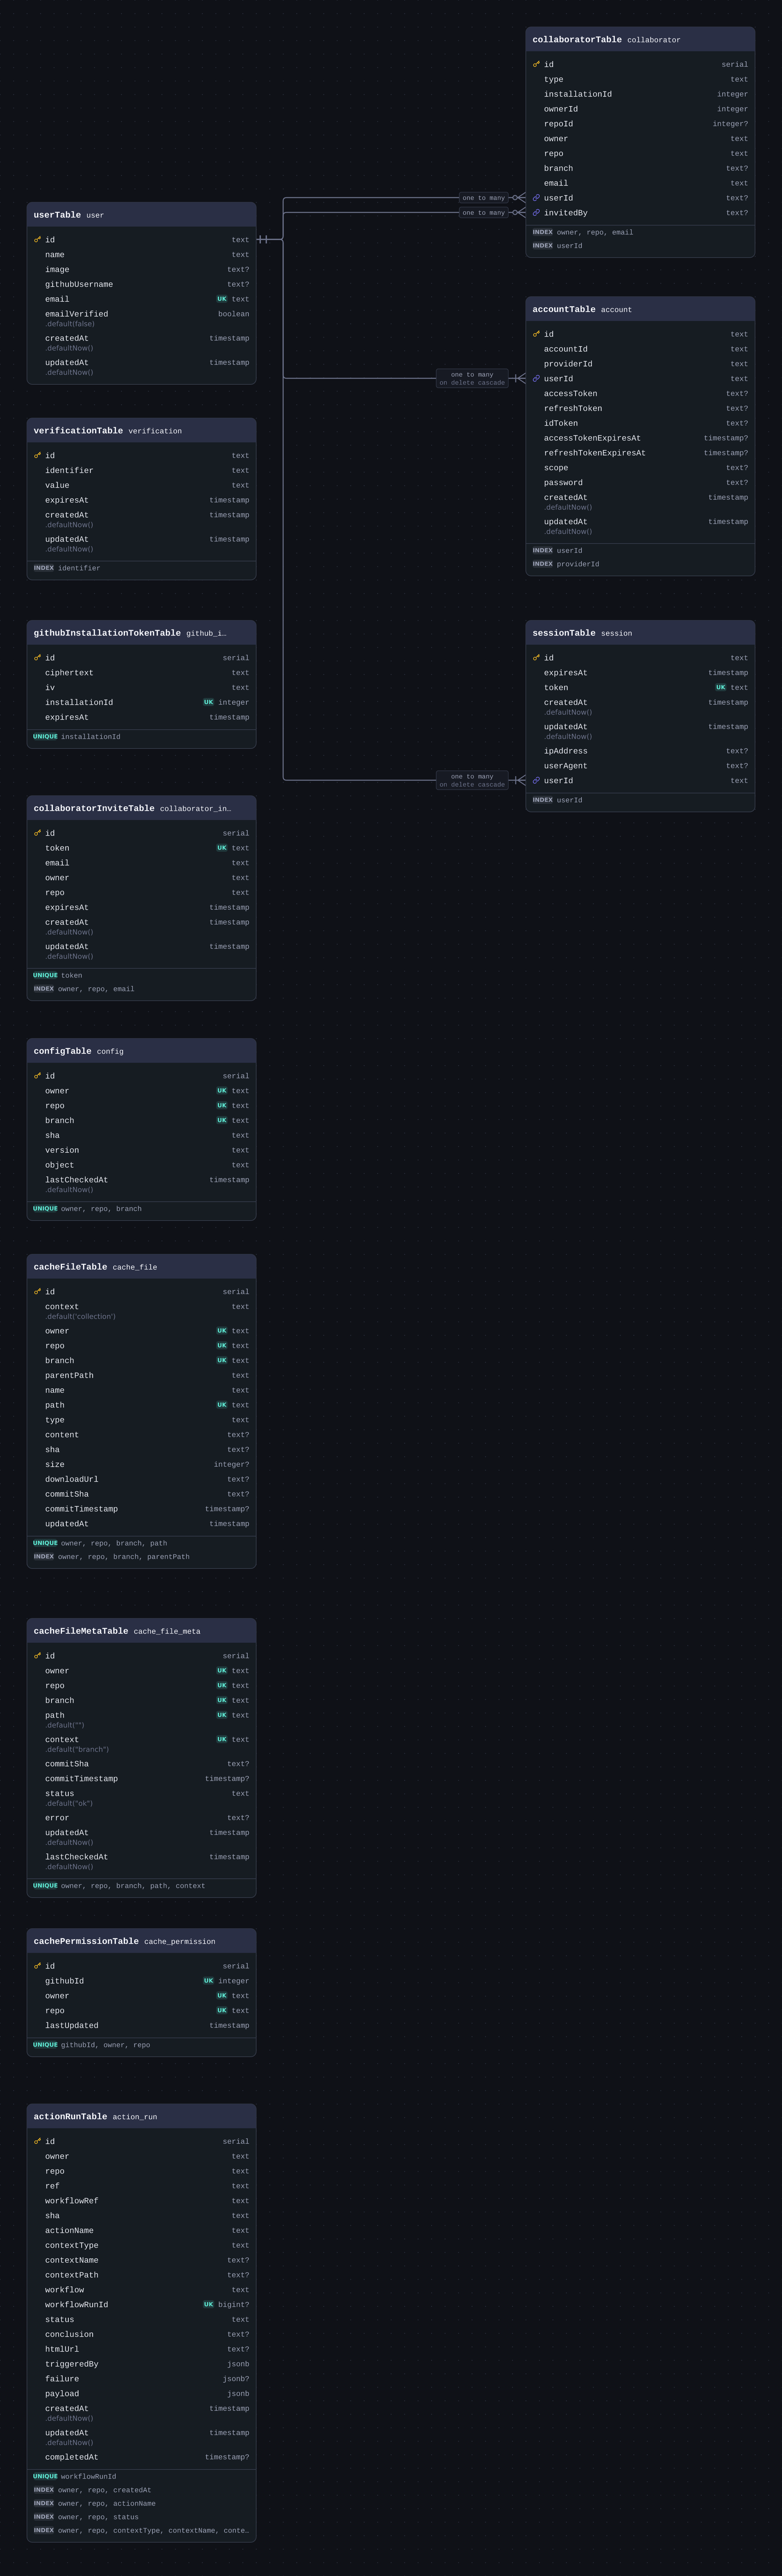 collaboratorTable collaborator
id serial
type text
installationId integer
ownerId integer
repoId integer?
owner text
repo text
branch text?
email text
userId text?
invitedBy text?
INDEX owner, repo, email
INDEX userId
one to many
one to many
userTable user
id text
name text
image text?
githubUsername text?
email UK text
emailVerified boolean
.default(false)
createdAt timestamp
.defaultNow()
updatedAt timestamp
.defaultNow()
accountTable account
id text
accountId text
providerId text
userId text
accessToken text?
refreshToken text?
idToken text?
accessTokenExpiresAt timestamp?
refreshTokenExpiresAt timestamp?
scope text?
password text?
createdAt timestamp
.defaultNow()
updatedAt timestamp
.defaultNow()
INDEX userId
INDEX providerId
one to many
on delete cascade
verificationTable verification
id text
identifier text
value text
expiresAt timestamp
createdAt timestamp
.defaultNow()
updatedAt timestamp
.defaultNow()
INDEX identifier
githubInstallationTokenTable github_i…
id serial
ciphertext text
iv text
installationId UK integer
expiresAt timestamp
UNIQUE installationId
sessionTable session
id text
expiresAt timestamp
token UK text
createdAt timestamp
.defaultNow()
updatedAt timestamp
.defaultNow()
ipAddress text?
userAgent text?
userId text
INDEX userId
one to many
on delete cascade
collaboratorInviteTable collaborator_in…
id serial
token UK text
email text
owner text
repo text
expiresAt timestamp
createdAt timestamp
.defaultNow()
updatedAt timestamp
.defaultNow()
UNIQUE token
INDEX owner, repo, email
configTable config
id serial
owner UK text
repo UK text
branch UK text
sha text
version text
object text
lastCheckedAt timestamp
.defaultNow()
UNIQUE owner, repo, branch
cacheFileTable cache_file
id serial
context text
.default('collection')
owner UK text
repo UK text
branch UK text
parentPath text
name text
path UK text
type text
content text?
sha text?
size integer?
downloadUrl text?
commitSha text?
commitTimestamp timestamp?
updatedAt timestamp
UNIQUE owner, repo, branch, path
INDEX owner, repo, branch, parentPath
cacheFileMetaTable cache_file_meta
id serial
owner UK text
repo UK text
branch UK text
path UK text
.default("")
context UK text
.default("branch")
commitSha text?
commitTimestamp timestamp?
status text
.default("ok")
error text?
updatedAt timestamp
.defaultNow()
lastCheckedAt timestamp
.defaultNow()
UNIQUE owner, repo, branch, path, context
cachePermissionTable cache_permission
id serial
githubId UK integer
owner UK text
repo UK text
lastUpdated timestamp
UNIQUE githubId, owner, repo
actionRunTable action_run
id serial
owner text
repo text
ref text
workflowRef text
sha text
actionName text
contextType text
contextName text?
contextPath text?
workflow text
workflowRunId UK bigint?
status text
conclusion text?
htmlUrl text?
triggeredBy jsonb
failure jsonb?
payload jsonb
createdAt timestamp
.defaultNow()
updatedAt timestamp
.defaultNow()
completedAt timestamp?
UNIQUE workflowRunId
INDEX owner, repo, createdAt
INDEX owner, repo, actionName
INDEX owner, repo, status
INDEX owner, repo, contextType, contextName, conte…